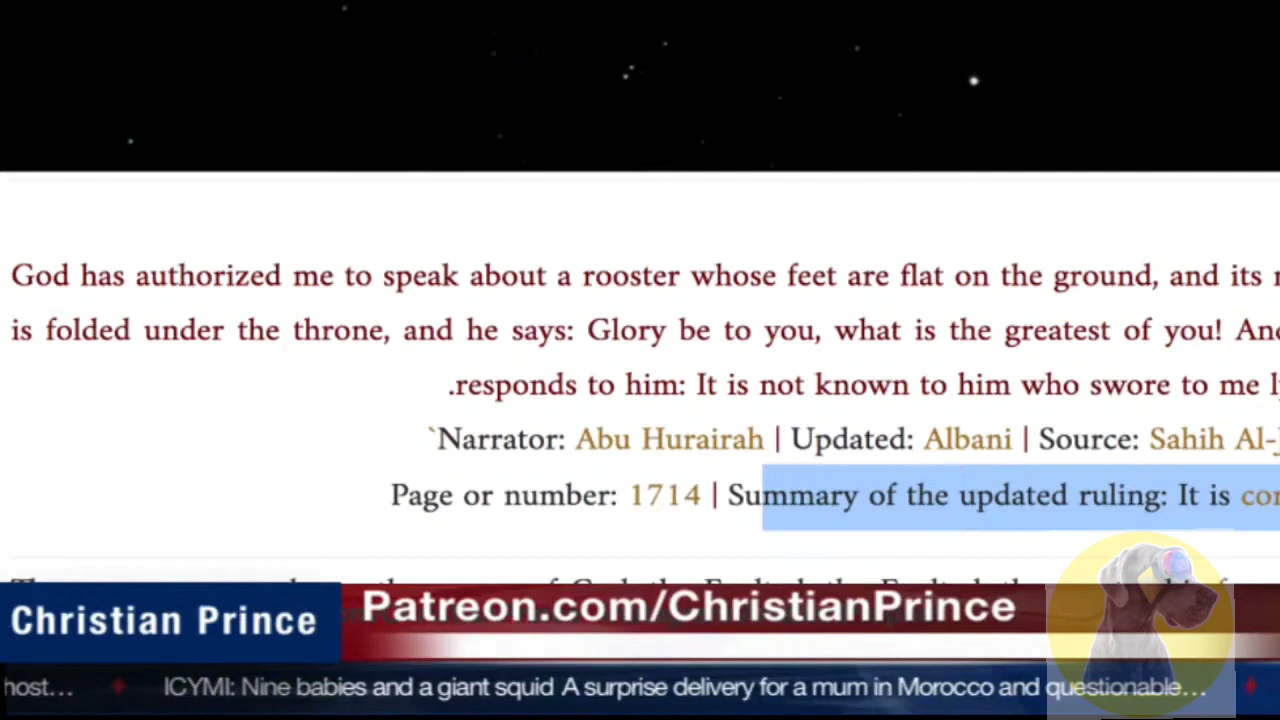 God has authorized me to speak about a rooster whose feet are flat on the ground, and its
is folded under the throne, and he says: Glory be to you, what is the greatest of you! And
.responds to him: It is not known to him who swore to me
`Narrator: Abu Hurairah | Updated: Albani | Source: Sahih Al-J
Page or number: 1714 | Summary of the updated ruling: It is
Christian Prince
Patreon.com/ChristianPrince
host... ♦ ICYMI: Nine babies and a giant squid A surprise delivery for a mum in Morocco and questionable... ♦